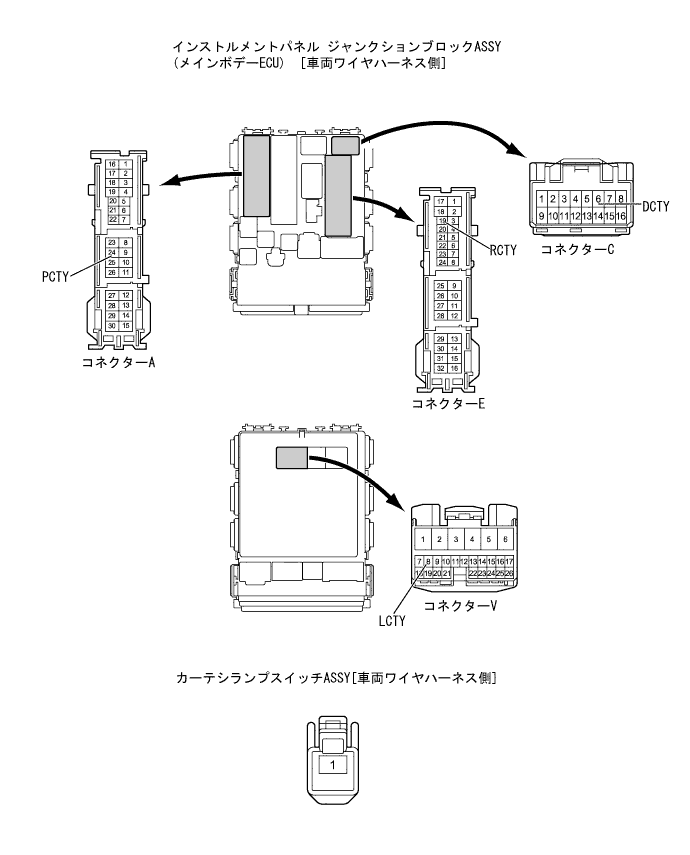 インストルメントパネル ジャンクションブロックASSY
(メインボデーECU) [車両ワイヤハーネス側]
16 1
17 2
18 3
19 4
20 5
21 6
22 7
23 8
24 9
25 10
26 11
27 12
28 13
29 14
30 15
PCTY
コネクターA
17 1
18 2
19 3
20 4
21 5
22 6
23 7
24 8
25 9
26 10
27 11
28 12
29 13
30 14
31 15
32 16
RCTY
コネクターE
1 2 3 4 5 6 7 8
9 10 11 12 13 14 15 16
DCTY
コネクターC
1 2 3 4 5 6
7 8 9 10 11 12 13 14 15 16 17
18 19 20 21 22 23 24 25 26
LCTY
コネクターV
カーテシランプスイッチASSY[車両ワイヤハーネス側]
1